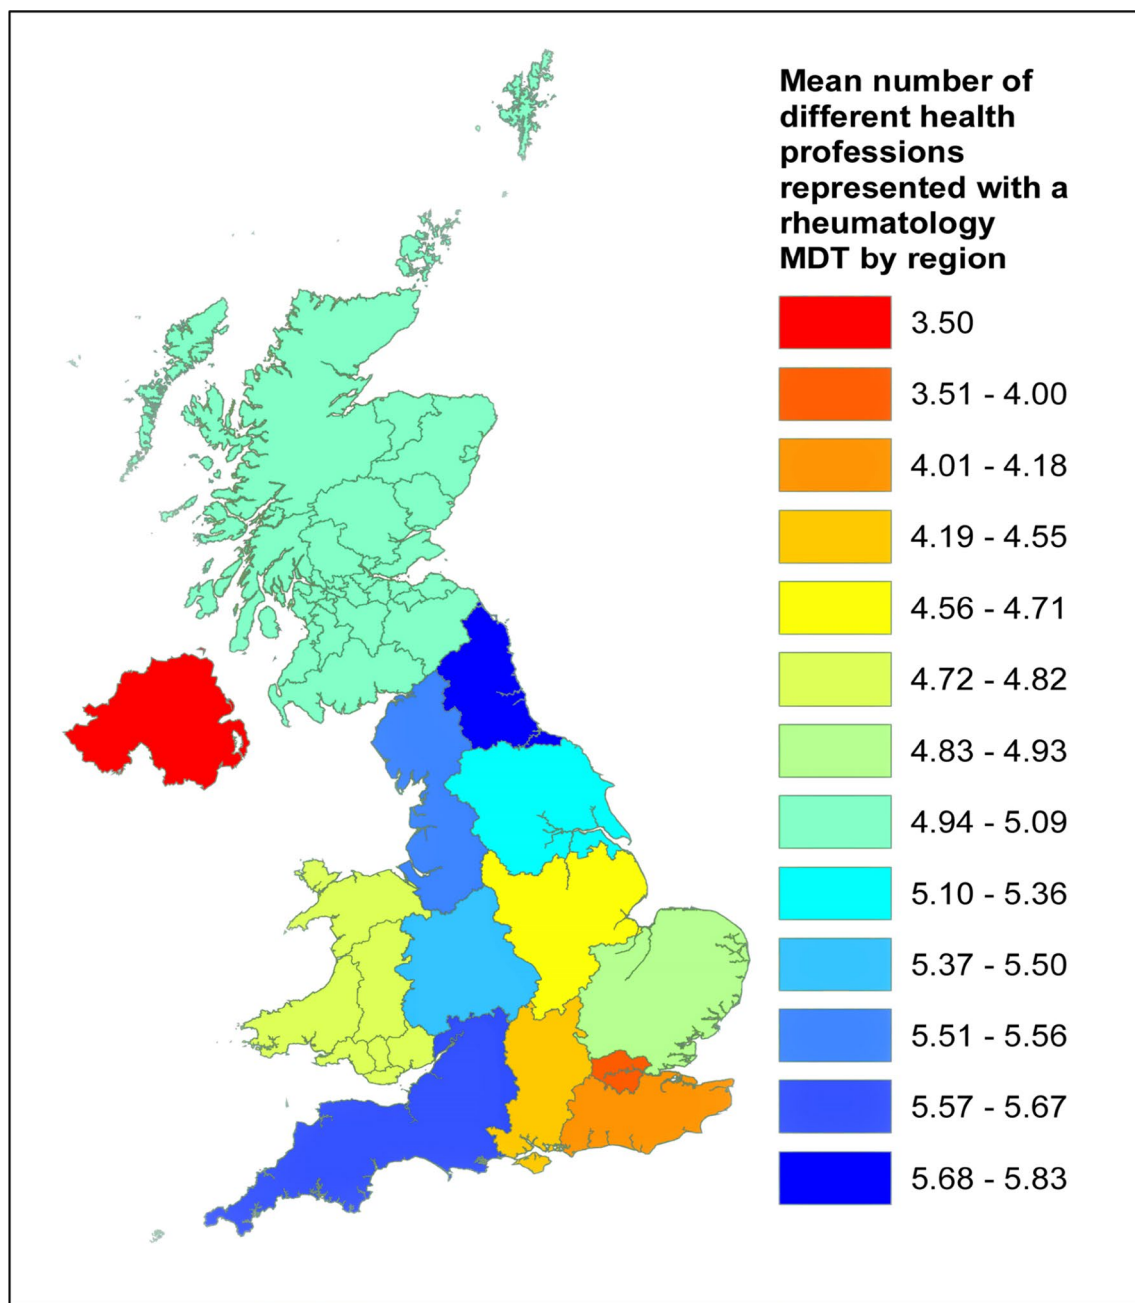 Mean number of
different health
professions
represented with a
rheumatology
MDT by region
3.50
3.51 - 4.00
4.01 - 4.18
4.19 - 4.55
4.56 - 4.71
4.72 - 4.82
4.83 - 4.93
4.94 - 5.09
5.10 - 5.36
5.37 - 5.50
5.51 - 5.56
5.57 - 5.67
5.68 - 5.83